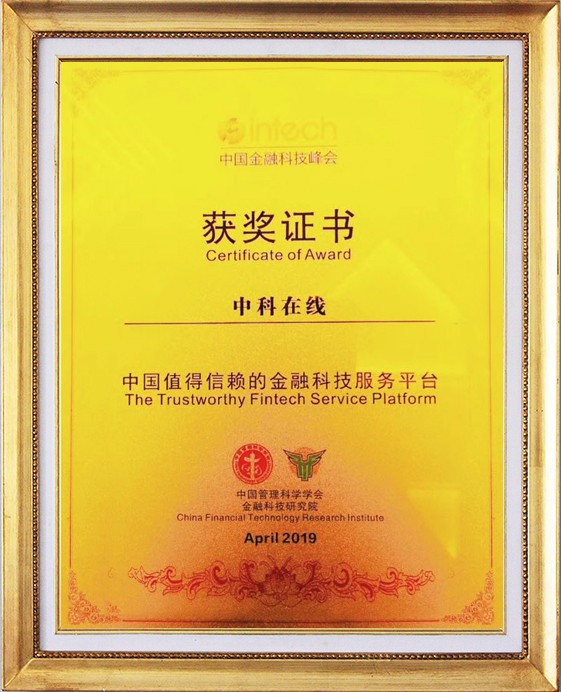 intech
中国金融科技峰会
获奖证书
Certificate of Award
中科在线
中国值得信赖的金融科技服务平台
The Trustworthy Fintech Service Platform
中国管理科学学会
金融科技研究院
China Financial Technology Research Institute
April 2019